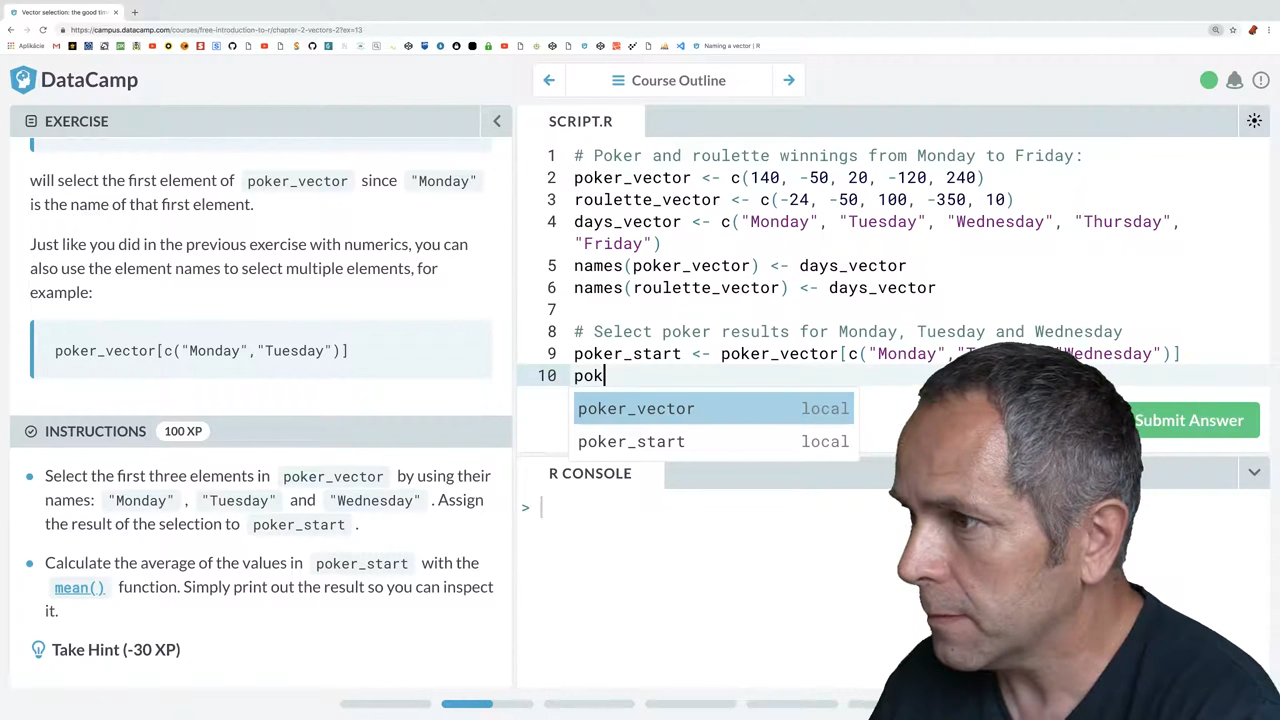 Vector selection: the good tim
https://campus.datacamp.com/courses/free-introduction-to-r/chapter-2-vectors-2?ex=13
Aplikácie
Naming a vector | R
DataCamp
Course Outline
EXERCISE
will select the first element of poker_vector since "Monday"
is the name of that first element.
Just like you did in the previous exercise with numerics, you can
also use the element names to select multiple elements, for
example:
poker_vector[c("Monday","Tuesday")]
INSTRUCTIONS 100 XP
Select the first three elements in poker_vector by using their
names: "Monday" , "Tuesday" and "Wednesday" . Assign
the result of the selection to poker_start .
Calculate the average of the values in poker_start with the
mean() function. Simply print out the result so you can inspect
it.
Take Hint (-30 XP)
SCRIPT.R
1 # Poker and roulette winnings from Monday to Friday:
2 poker_vector <- c(140, -50, 20, -120, 240)
3 roulette_vector <- c(-24, -50, 100, -350, 10)
4 days_vector <- c("Monday", "Tuesday", "Wednesday", "Thursday",
"Friday")
5 names(poker_vector) <- days_vector
6 names(roulette_vector) <- days_vector
7
8 # Select poker results for Monday, Tuesday and Wednesday
9 poker_start <- poker_vector[c("Monday", "Wednesday")]
10 pok
poker_vector local
poker_start local
Submit Answer
R CONSOLE
>